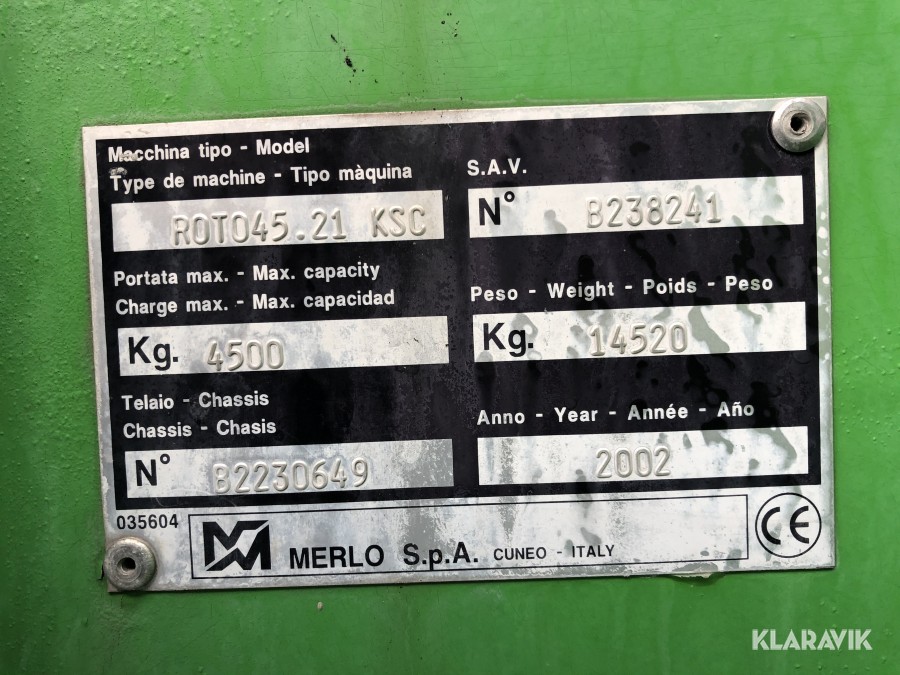 Macchina tipo - Model
Type de machine - Tipo màquina
ROTO45.21 KSC
S.A.V.
N° B238241
Portata max. - Max. capacity
Charge max. - Max. capacidad
Kg. 4500
Peso - Weight - Poids - Peso
Kg. 14520
Telaio - Chassis
Chassis - Chasis
N° B2230649
Anno - Year - Année - Año
2002
035604
MERLO S.p.A. CUNEO - ITALY
CE
KLARAVIK